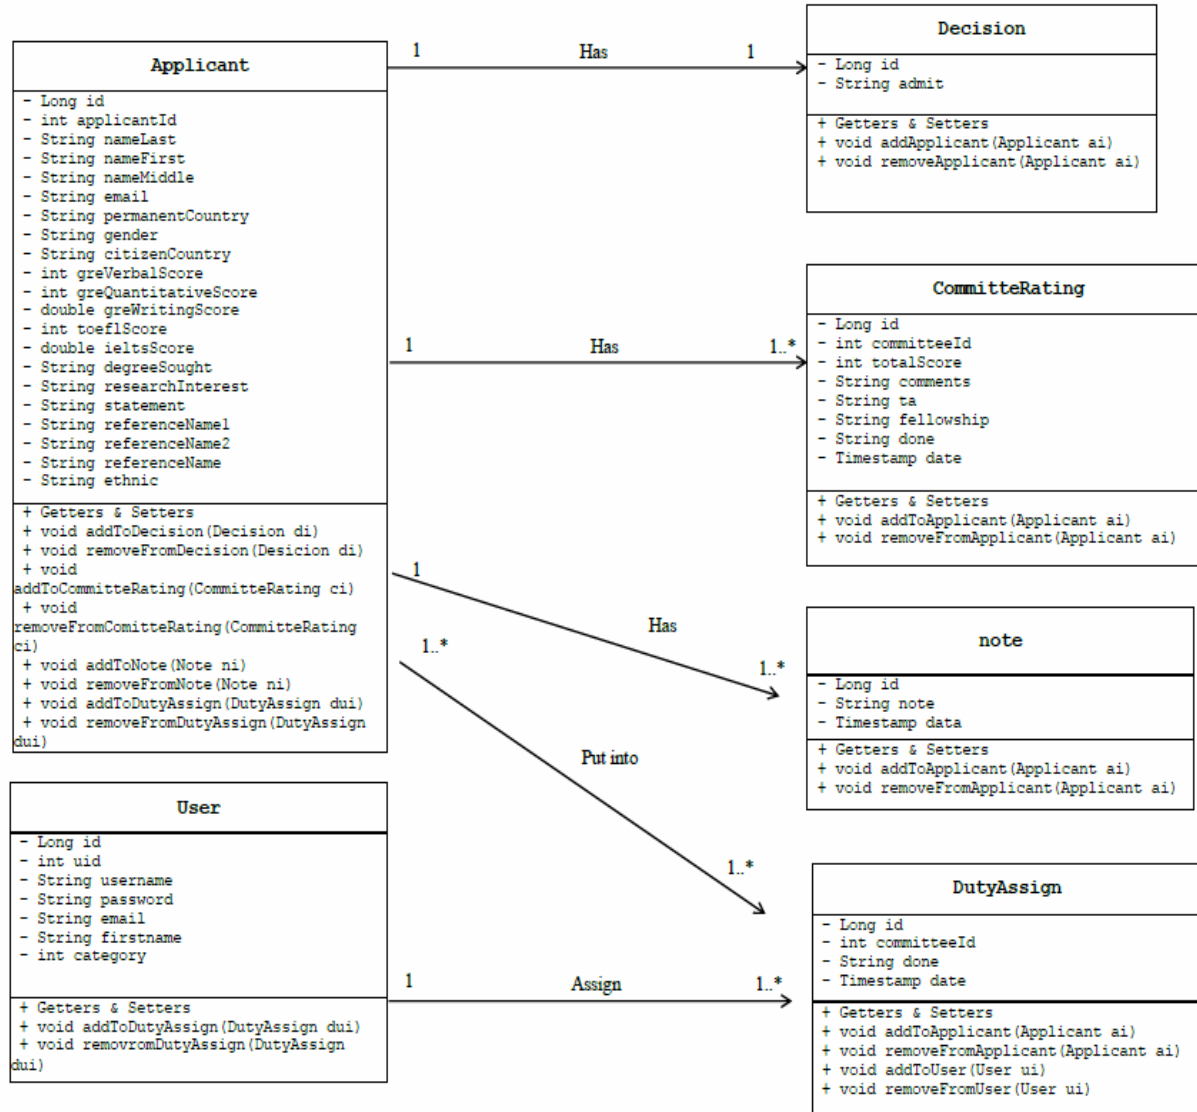 Applicant
- Long id
- int applicantId
- String nameLast
- String nameFirst
- String nameMiddle
- String email
- String permanentCountry
- String gender
- String citizenCountry
- int greVerbalScore
- int greQuantitativeScore
- double greWritingScore
- int toeflScore
- double ieltsScore
- String degreeSought
- String researchInterest
- String statement
- String referenceName1
- String referenceName2
- String referenceName
- String ethnic
+ Getters & Setters
+ void addToDecision(Decision di)
+ void removeFromDecision(Desicion di)
+ void
addToCommitteRating(CommitteRating ci)
+ void
removeFromComitteRating(CommitteRating
ci)
+ void addToNote(Note ni)
+ void removeFromNote(Note ni)
+ void addToDutyAssign(DutyAssign dui)
+ void removeFromDutyAssign(DutyAssign
dui)
User
- Long id
- int uid
- String username
- String password
- String email
- String firstname
- int category
+ Getters & Setters
+ void addToDutyAssign(DutyAssign dui)
+ void removromDutyAssign(DutyAssign
dui)
1 Has 1
1 Has 1..*
1 Has 1..*
1..* Put into 1..*
1 Assign 1..*
Decision
- Long id
- String admit
+ Getters & Setters
+ void addApplicant(Applicant ai)
+ void removeApplicant(Applicant ai)
CommitteRating
- Long id
- int committeeId
- int totalScore
- String comments
- String ta
- String fellowship
- String done
- Timestamp date
+ Getters & Setters
+ void addToApplicant(Applicant ai)
+ void removeFromApplicant(Applicant ai)
note
- Long id
- String note
- Timestamp data
+ Getters & Setters
+ void addToApplicant(Applicant ai)
+ void removeFromApplicant(Applicant ai)
DutyAssign
- Long id
- int committeeId
- String done
- Timestamp date
+ Getters & Setters
+ void addToApplicant(Applicant ai)
+ void removeFromApplicant(Applicant ai)
+ void addToUser(User ui)
+ void removeFromUser(User ui)